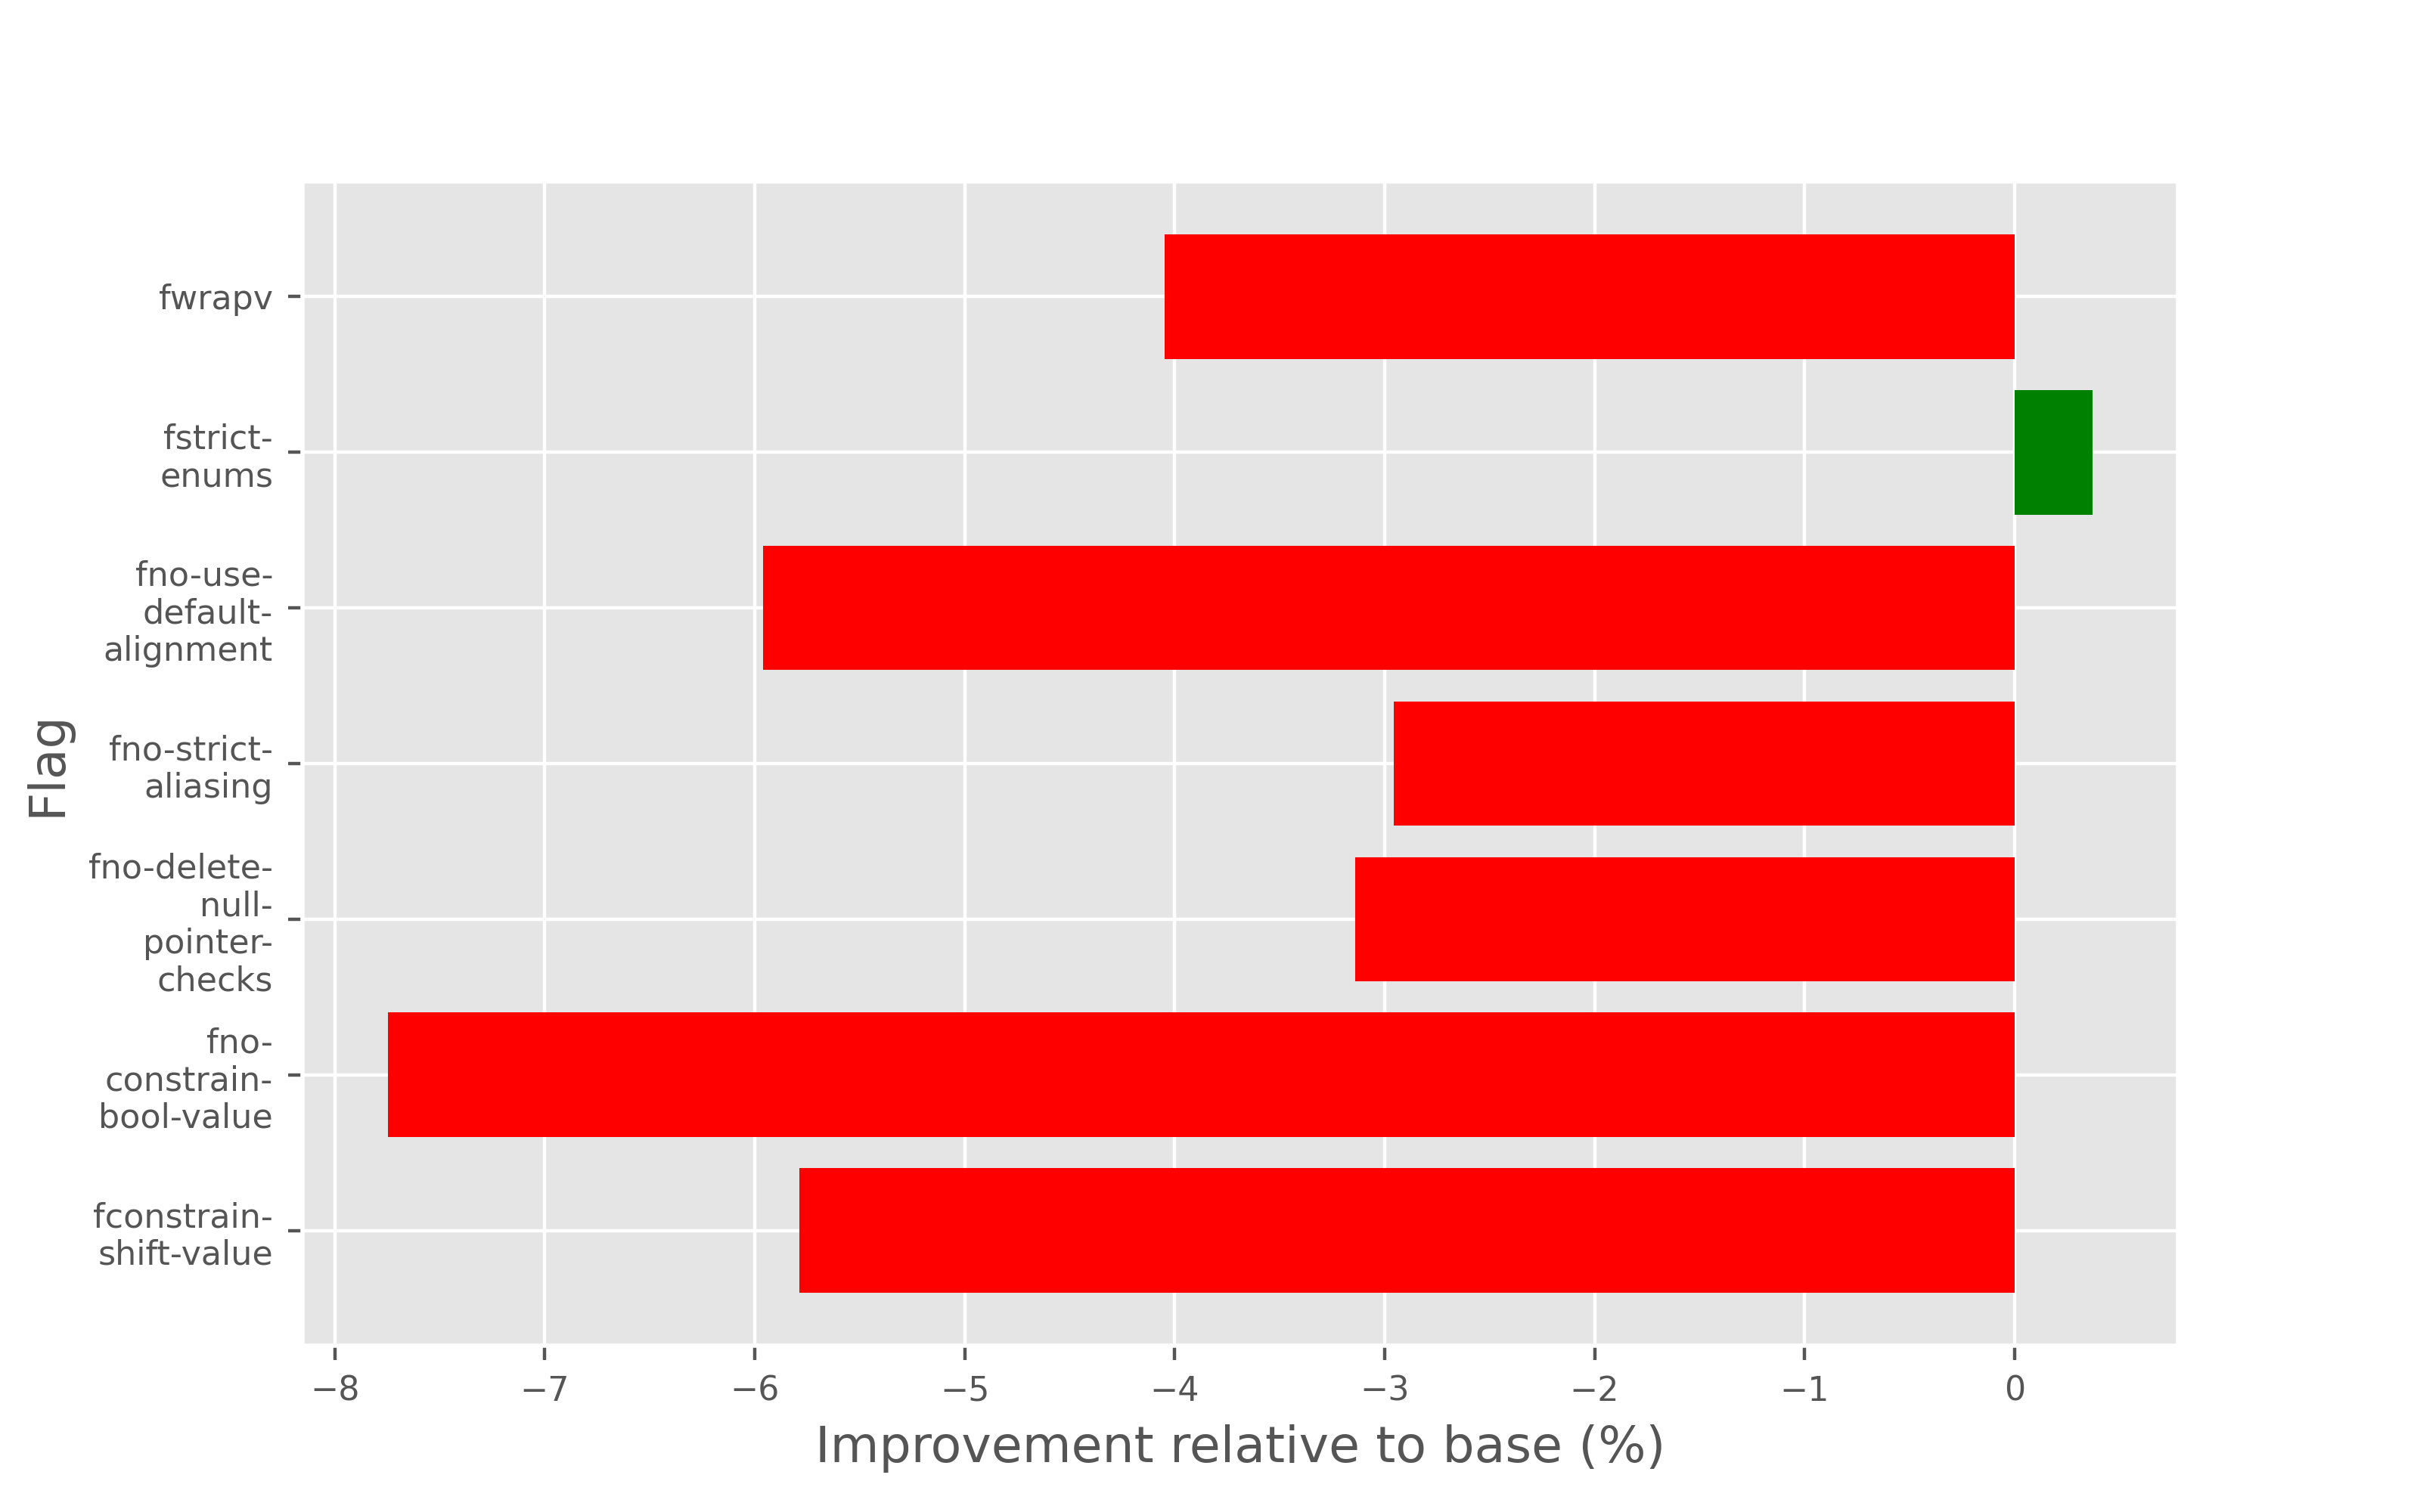 fwrapv
fstrict-
enums
fno-use-
default-
alignment
Flag
fno-strict-
aliasing
fno-delete-
null-
pointer-
checks
fno-
constrain-
bool-value
fconstrain-
shift-value
−8 −7 −6 −5 −4 −3 −2 −1 0
Improvement relative to base (%)